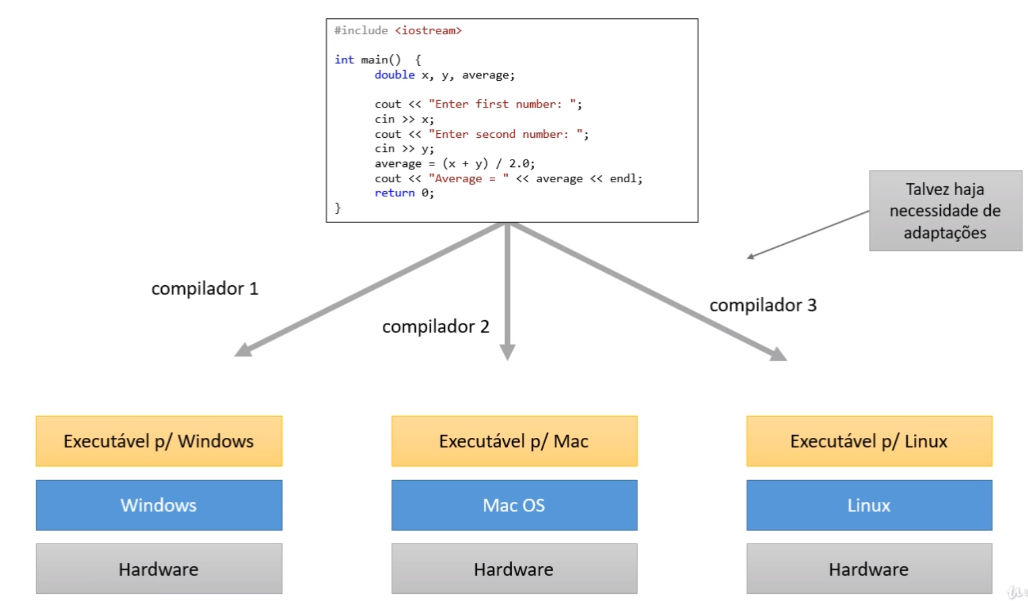 #include <iostream>
int main() {
double x, y, average;
cout << "Enter first number: ";
cin >> x;
cout << "Enter second number: ";
cin >> y;
average = (x + y) / 2.0;
cout << "Average = " << average << endl;
return 0;
}
Talvez haja
necessidade de
adaptações
compilador 1
compilador 2
compilador 3
Executável p/ Windows
Executável p/ Mac
Executável p/ Linux
Windows
Mac OS
Linux
Hardware
Hardware
Hardware